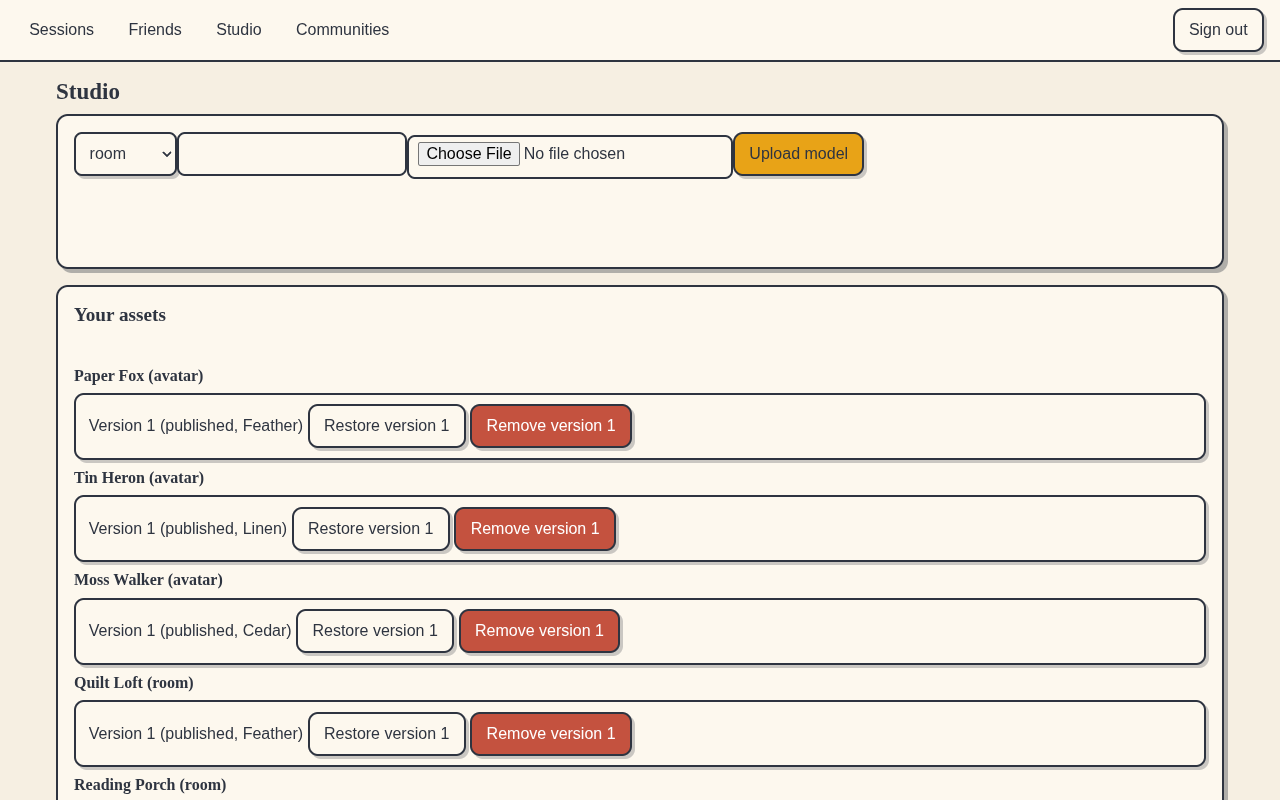 Sessions Friends Studio Communities Sign out
Studio
room Choose File No file chosen Upload model
Your assets
Paper Fox (avatar)
Version 1 (published, Feather) Restore version 1 Remove version 1
Tin Heron (avatar)
Version 1 (published, Linen) Restore version 1 Remove version 1
Moss Walker (avatar)
Version 1 (published, Cedar) Restore version 1 Remove version 1
Quilt Loft (room)
Version 1 (published, Feather) Restore version 1 Remove version 1
Reading Porch (room)